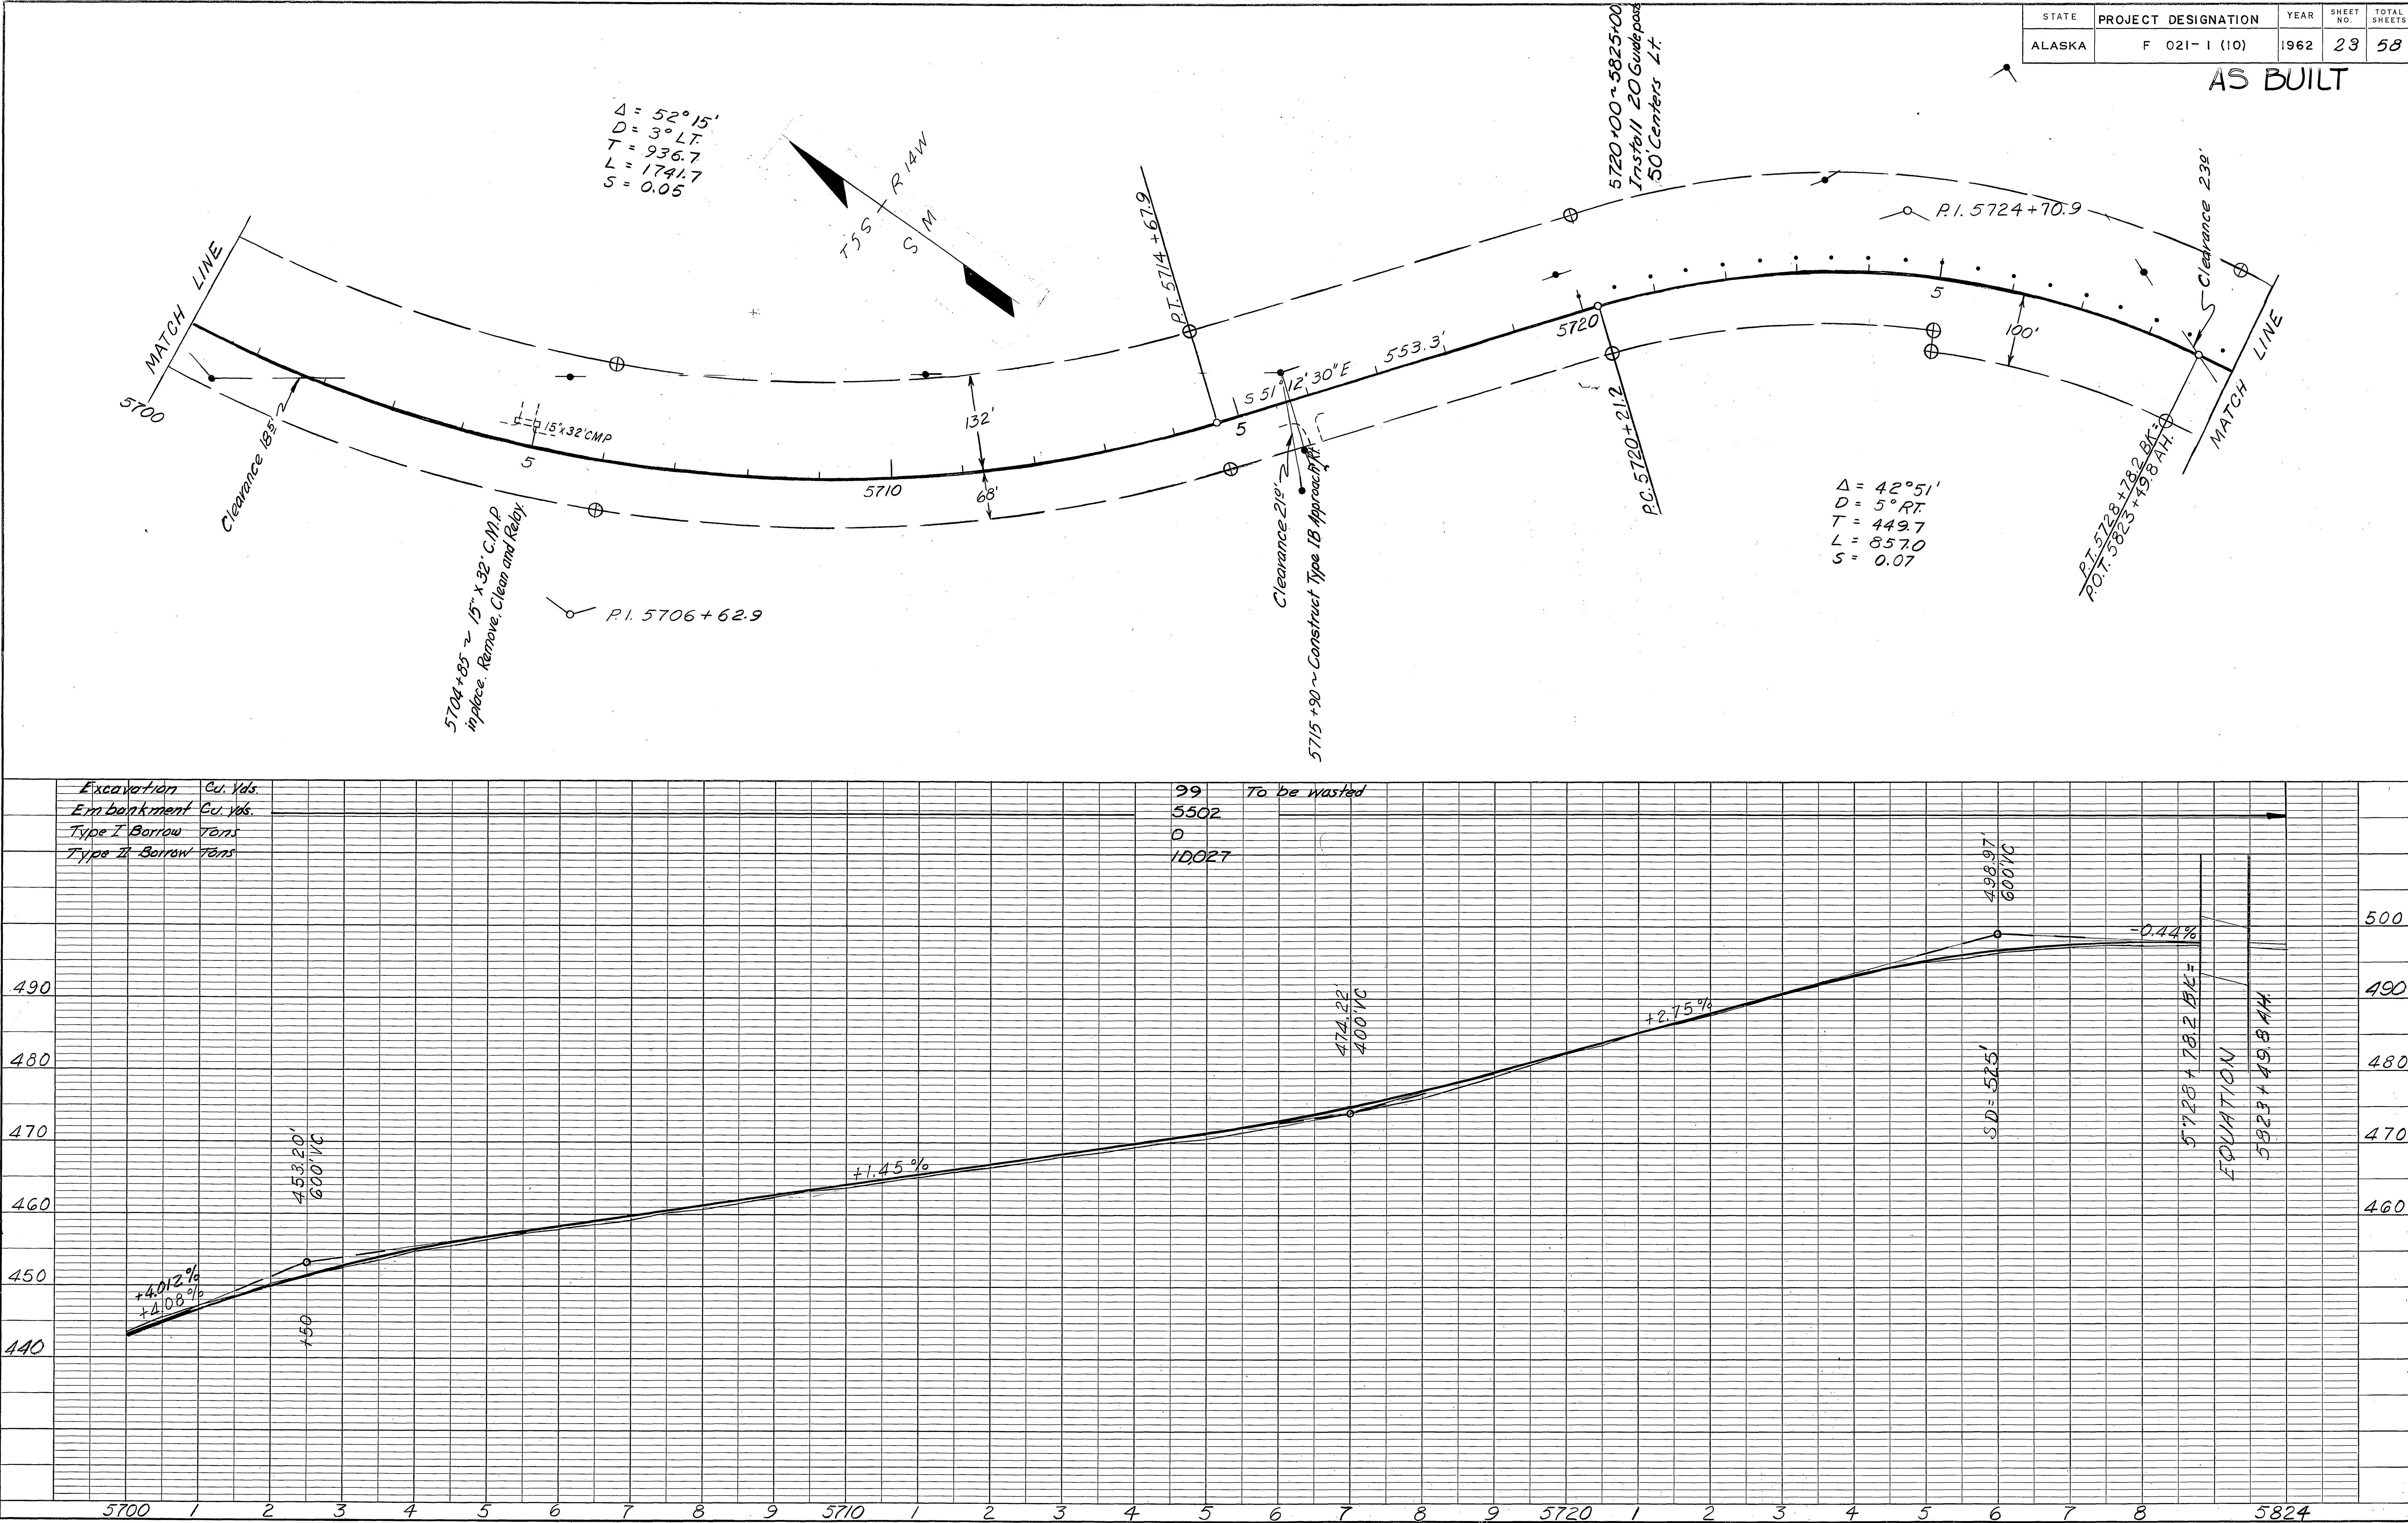 STATE PROJECT DESIGNATION YEAR SHEET NO. TOTAL SHEETS
ALASKA F 021-1 (10) 1962 23 58
AS BUILT
Δ = 52°15'
D = 3° LT.
T = 936.7
L = 1741.7
S = 0.05
T5S R14W
S M
MATCH LINE
5700
Clearance 18⁵'
15"x32' CMP
5
5704+85 ~ 15" x 32' C.M.P.
in place. Remove, Clean and Relay.
P.I. 5706+62.9
5710
132'
68'
P.T. 5714+67.9
5
S 51°12'30" E
553.3'
Clearance 21⁰'
5715+90 ~ Construct Type 1B Approach Rt.
5720+00 ~ 5825+00
Install 20 Guideposts
50' Centers Lt.
5720
P.C. 5720+21.2
P.I. 5724+70.9
5
100'
Clearance 23⁰'
MATCH LINE
Δ = 42°51'
D = 5° RT.
T = 449.7
L = 857.0
S = 0.07
P.T. 5728+78.2 BK=
P.O.T. 5823+49.8 AH.
Excavation Cu. Yds. 99 To be wasted
Embankment Cu. Yds. 5502
Type I Borrow Tons 0
Type II Borrow Tons 10,027
498.97'
600'VC
500
-0.44%
490
490
474.22'
400'VC
+2.75%
480
480
S.D.=525'
5728+78.2 BK=
EQUATION
5823+49.8 AH.
470
470
453.20'
600'VC
+1.45%
460
460
450
+4.012%
+4.08%
+50
440
5700 1 2 3 4 5 6 7 8 9 5710 1 2 3 4 5 6 7 8 9 5720 1 2 3 4 5 6 7 8 5824